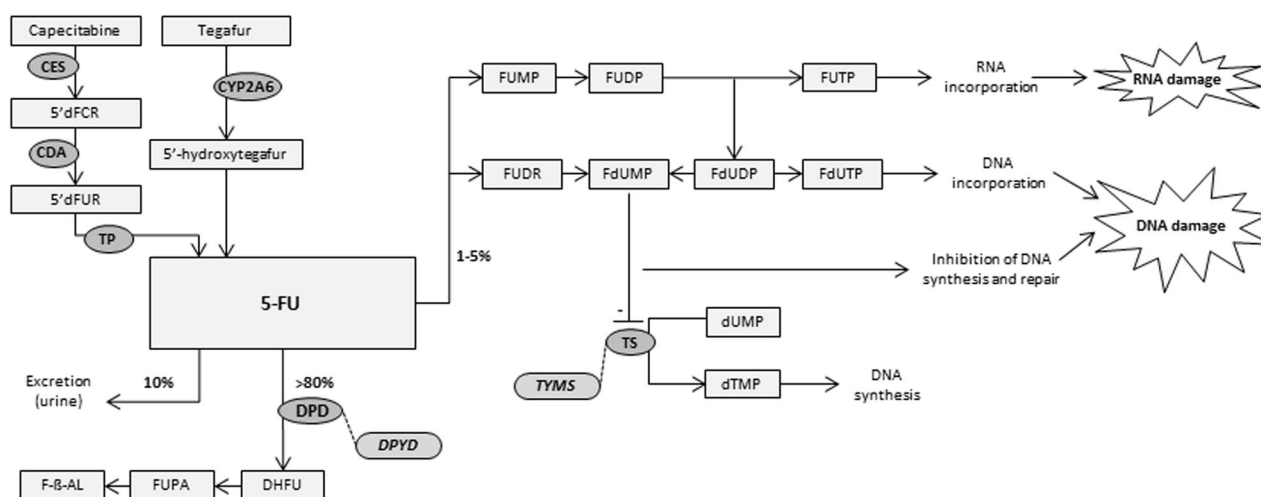 Capecitabine
Tegafur
CES
CYP2A6
5'dFCR
CDA
5'-hydroxytegafur
5'dFUR
TP
5-FU
1-5%
FUMP
FUDP
FUTP
RNA
incorporation
RNA damage
FUDR
FdUMP
FdUDP
FdUTP
DNA
incorporation
DNA damage
Inhibition of DNA
synthesis and repair
-
TS
dUMP
TYMS
dTMP
DNA
synthesis
Excretion
(urine)
10%
>80%
DPD
DPYD
F-ß-AL
FUPA
DHFU